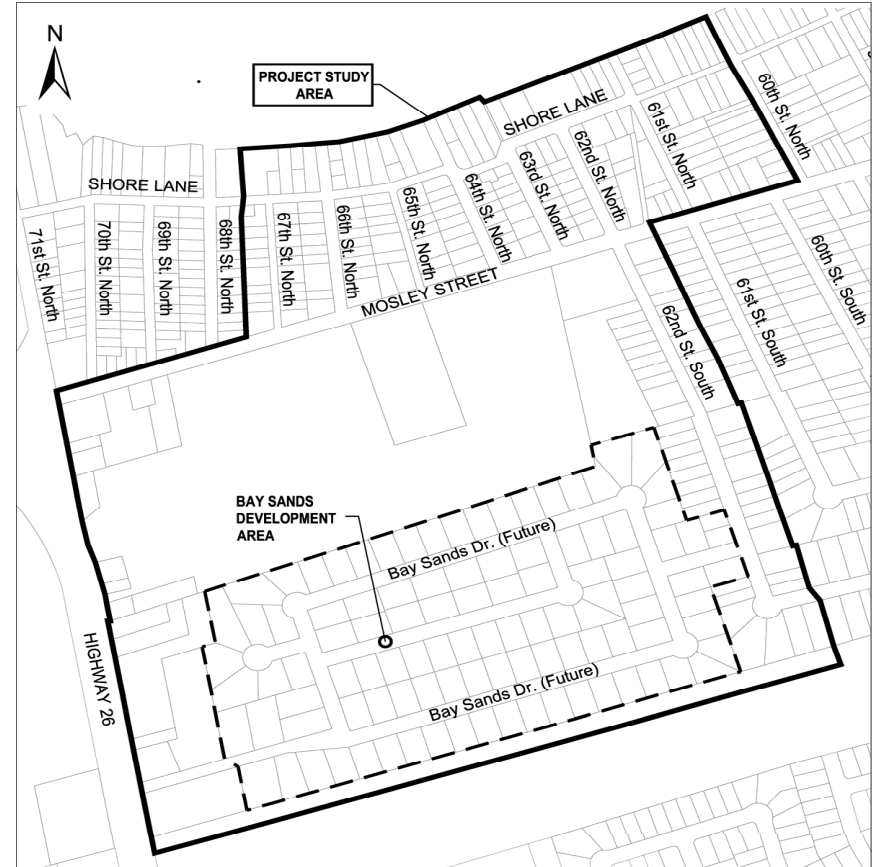 N
PROJECT STUDY
AREA
SHORE LANE
60th St. North
61st St. North
62nd St. North
63rd St. North
64th St. North
65th St. North
66th St. North
67th St. North
68th St. North
69th St. North
70th St. North
71st St. North
SHORE LANE
MOSLEY STREET
60th St. South
61st St. South
62nd St. South
BAY SANDS
DEVELOPMENT
AREA
Bay Sands Dr. (Future)
Bay Sands Dr. (Future)
HIGHWAY 26